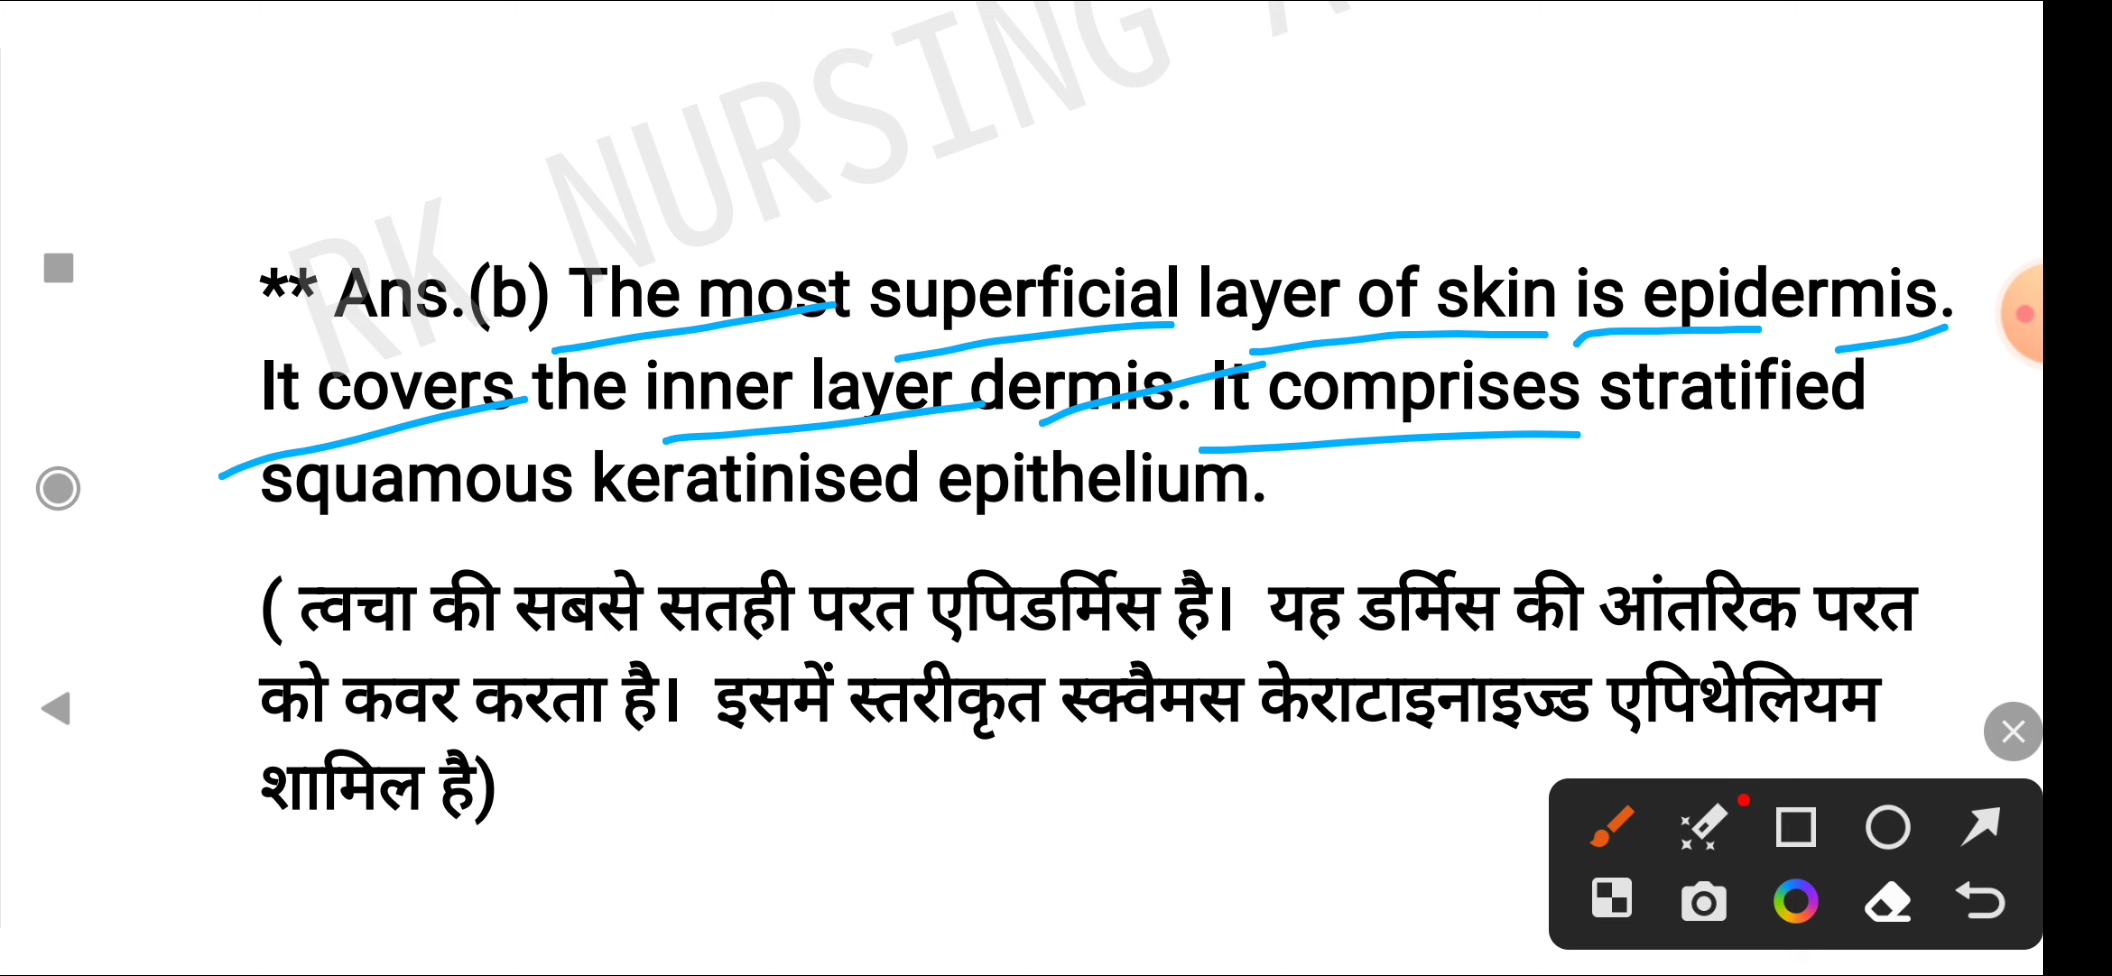 RK NURSING
** Ans.(b) The most superficial layer of skin is epidermis.
It covers the inner layer dermis. It comprises stratified
squamous keratinised epithelium.
( त्वचा की सबसे सतही परत एपिडर्मिस है। यह डर्मिस की आंतरिक परत
को कवर करता है। इसमें स्तरीकृत स्क्वैमस केराटाइनाइज्ड एपिथेलियम
शामिल है)